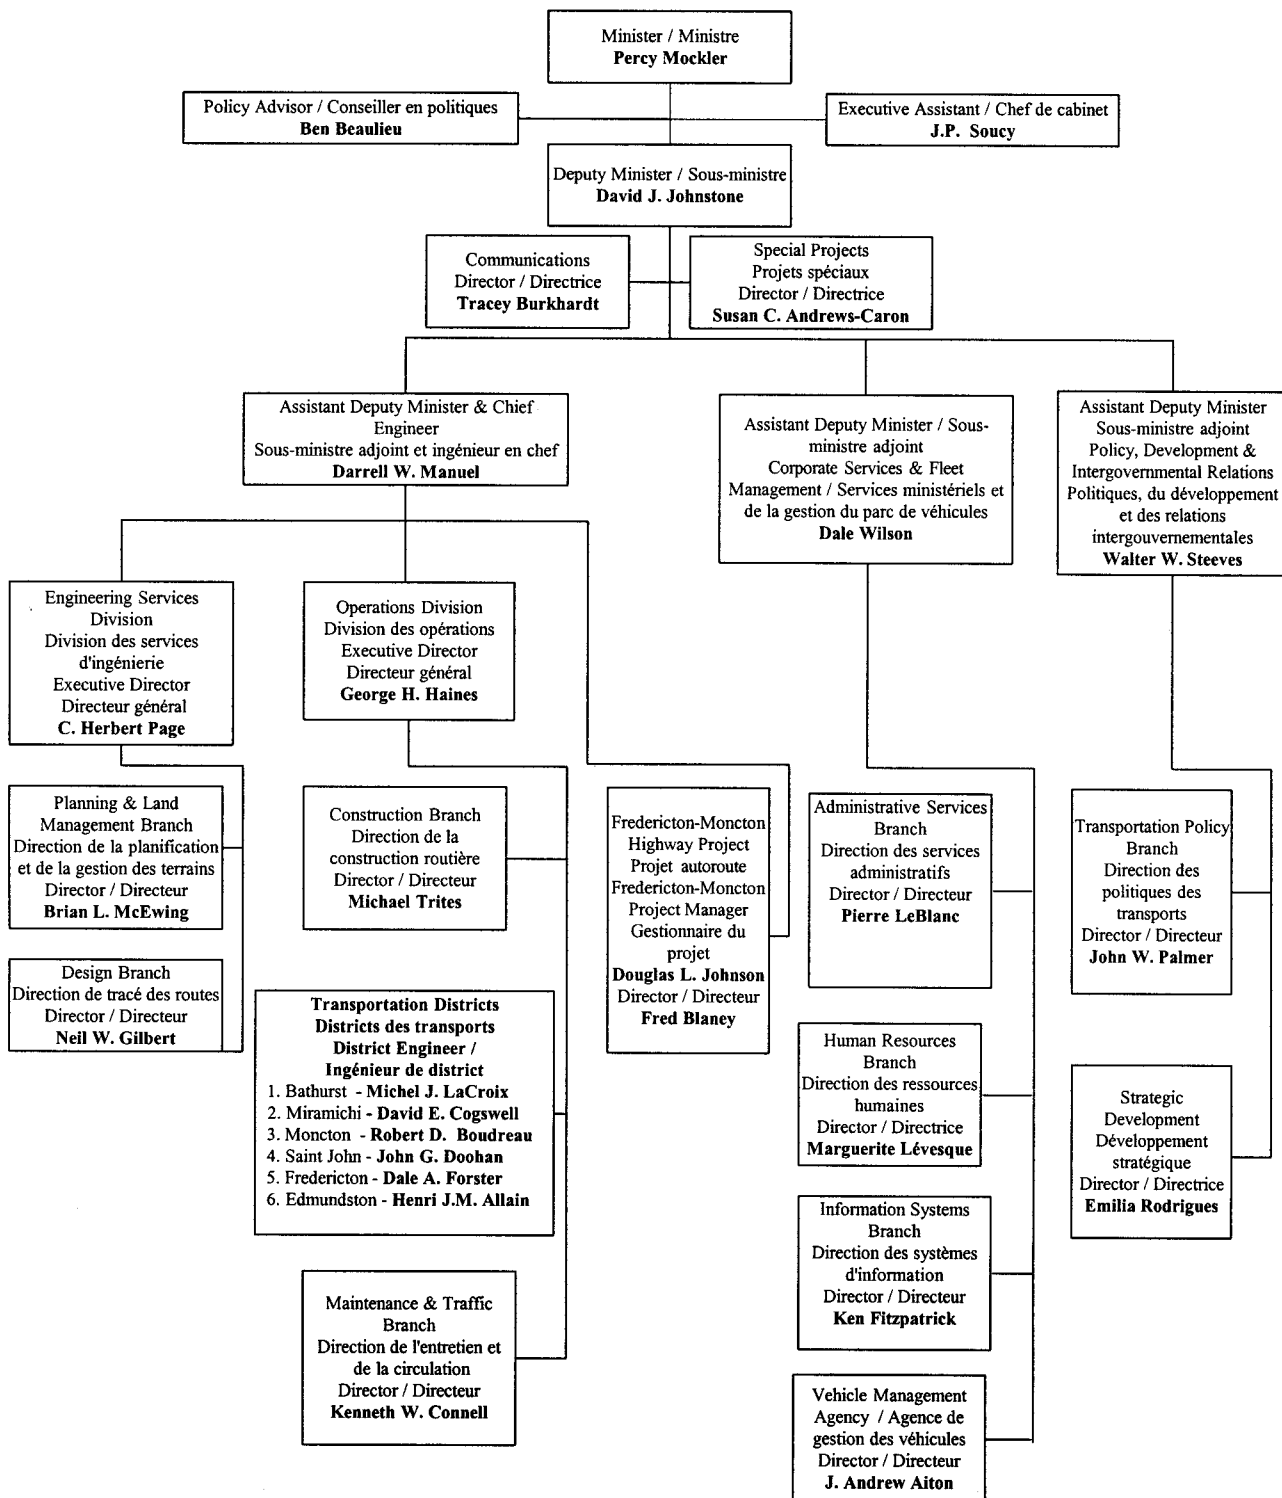 Minister / Ministre
Percy Mockler
Policy Advisor / Conseiller en politiques
Ben Beaulieu
Executive Assistant / Chef de cabinet
J.P. Soucy
Deputy Minister / Sous-ministre
David J. Johnstone
Communications
Director / Directrice
Tracey Burkhardt
Special Projects
Projets spéciaux
Director / Directrice
Susan C. Andrews-Caron
Assistant Deputy Minister & Chief
Engineer
Sous-ministre adjoint et ingénieur en chef
Darrell W. Manuel
Assistant Deputy Minister / Sous-
ministre adjoint
Corporate Services & Fleet
Management / Services ministériels et
de la gestion du parc de véhicules
Dale Wilson
Assistant Deputy Minister
Sous-ministre adjoint
Policy, Development &
Intergovernmental Relations
Politiques, du développement
et des relations
intergouvernementales
Walter W. Steeves
Engineering Services
Division
Division des services
d'ingénierie
Executive Director
Directeur général
C. Herbert Page
Operations Division
Division des opérations
Executive Director
Directeur général
George H. Haines
Planning & Land
Management Branch
Direction de la planification
et de la gestion des terrains
Director / Directeur
Brian L. McEwing
Design Branch
Direction de tracé des routes
Director / Directeur
Neil W. Gilbert
Construction Branch
Direction de la
construction routière
Director / Directeur
Michael Trites
Transportation Districts
Districts des transports
District Engineer /
Ingénieur de district
1. Bathurst - Michel J. LaCroix
2. Miramichi - David E. Cogswell
3. Moncton - Robert D. Boudreau
4. Saint John - John G. Doohan
5. Fredericton - Dale A. Forster
6. Edmundston - Henri J.M. Allain
Maintenance & Traffic
Branch
Direction de l'entretien et
de la circulation
Director / Directeur
Kenneth W. Connell
Fredericton-Moncton
Highway Project
Projet autoroute
Fredericton-Moncton
Project Manager
Gestionnaire du
projet
Douglas L. Johnson
Director / Directeur
Fred Blaney
Administrative Services
Branch
Direction des services
administratifs
Director / Directeur
Pierre LeBlanc
Human Resources
Branch
Direction des ressources
humaines
Director / Directrice
Marguerite Lévesque
Information Systems
Branch
Direction des systèmes
d'information
Director / Directeur
Ken Fitzpatrick
Vehicle Management
Agency / Agence de
gestion des véhicules
Director / Directeur
J. Andrew Aiton
Transportation Policy
Branch
Direction des
politiques des
transports
Director / Directeur
John W. Palmer
Strategic
Development
Développement
stratégique
Director / Directrice
Emilia Rodrigues